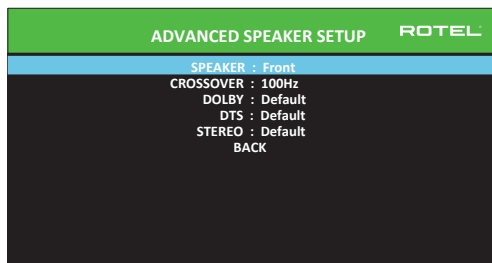 ADVANCED SPEAKER SETUP ROTEL
SPEAKER : Front
CROSSOVER : 100Hz
DOLBY : Default
DTS : Default
STEREO : Default
BACK